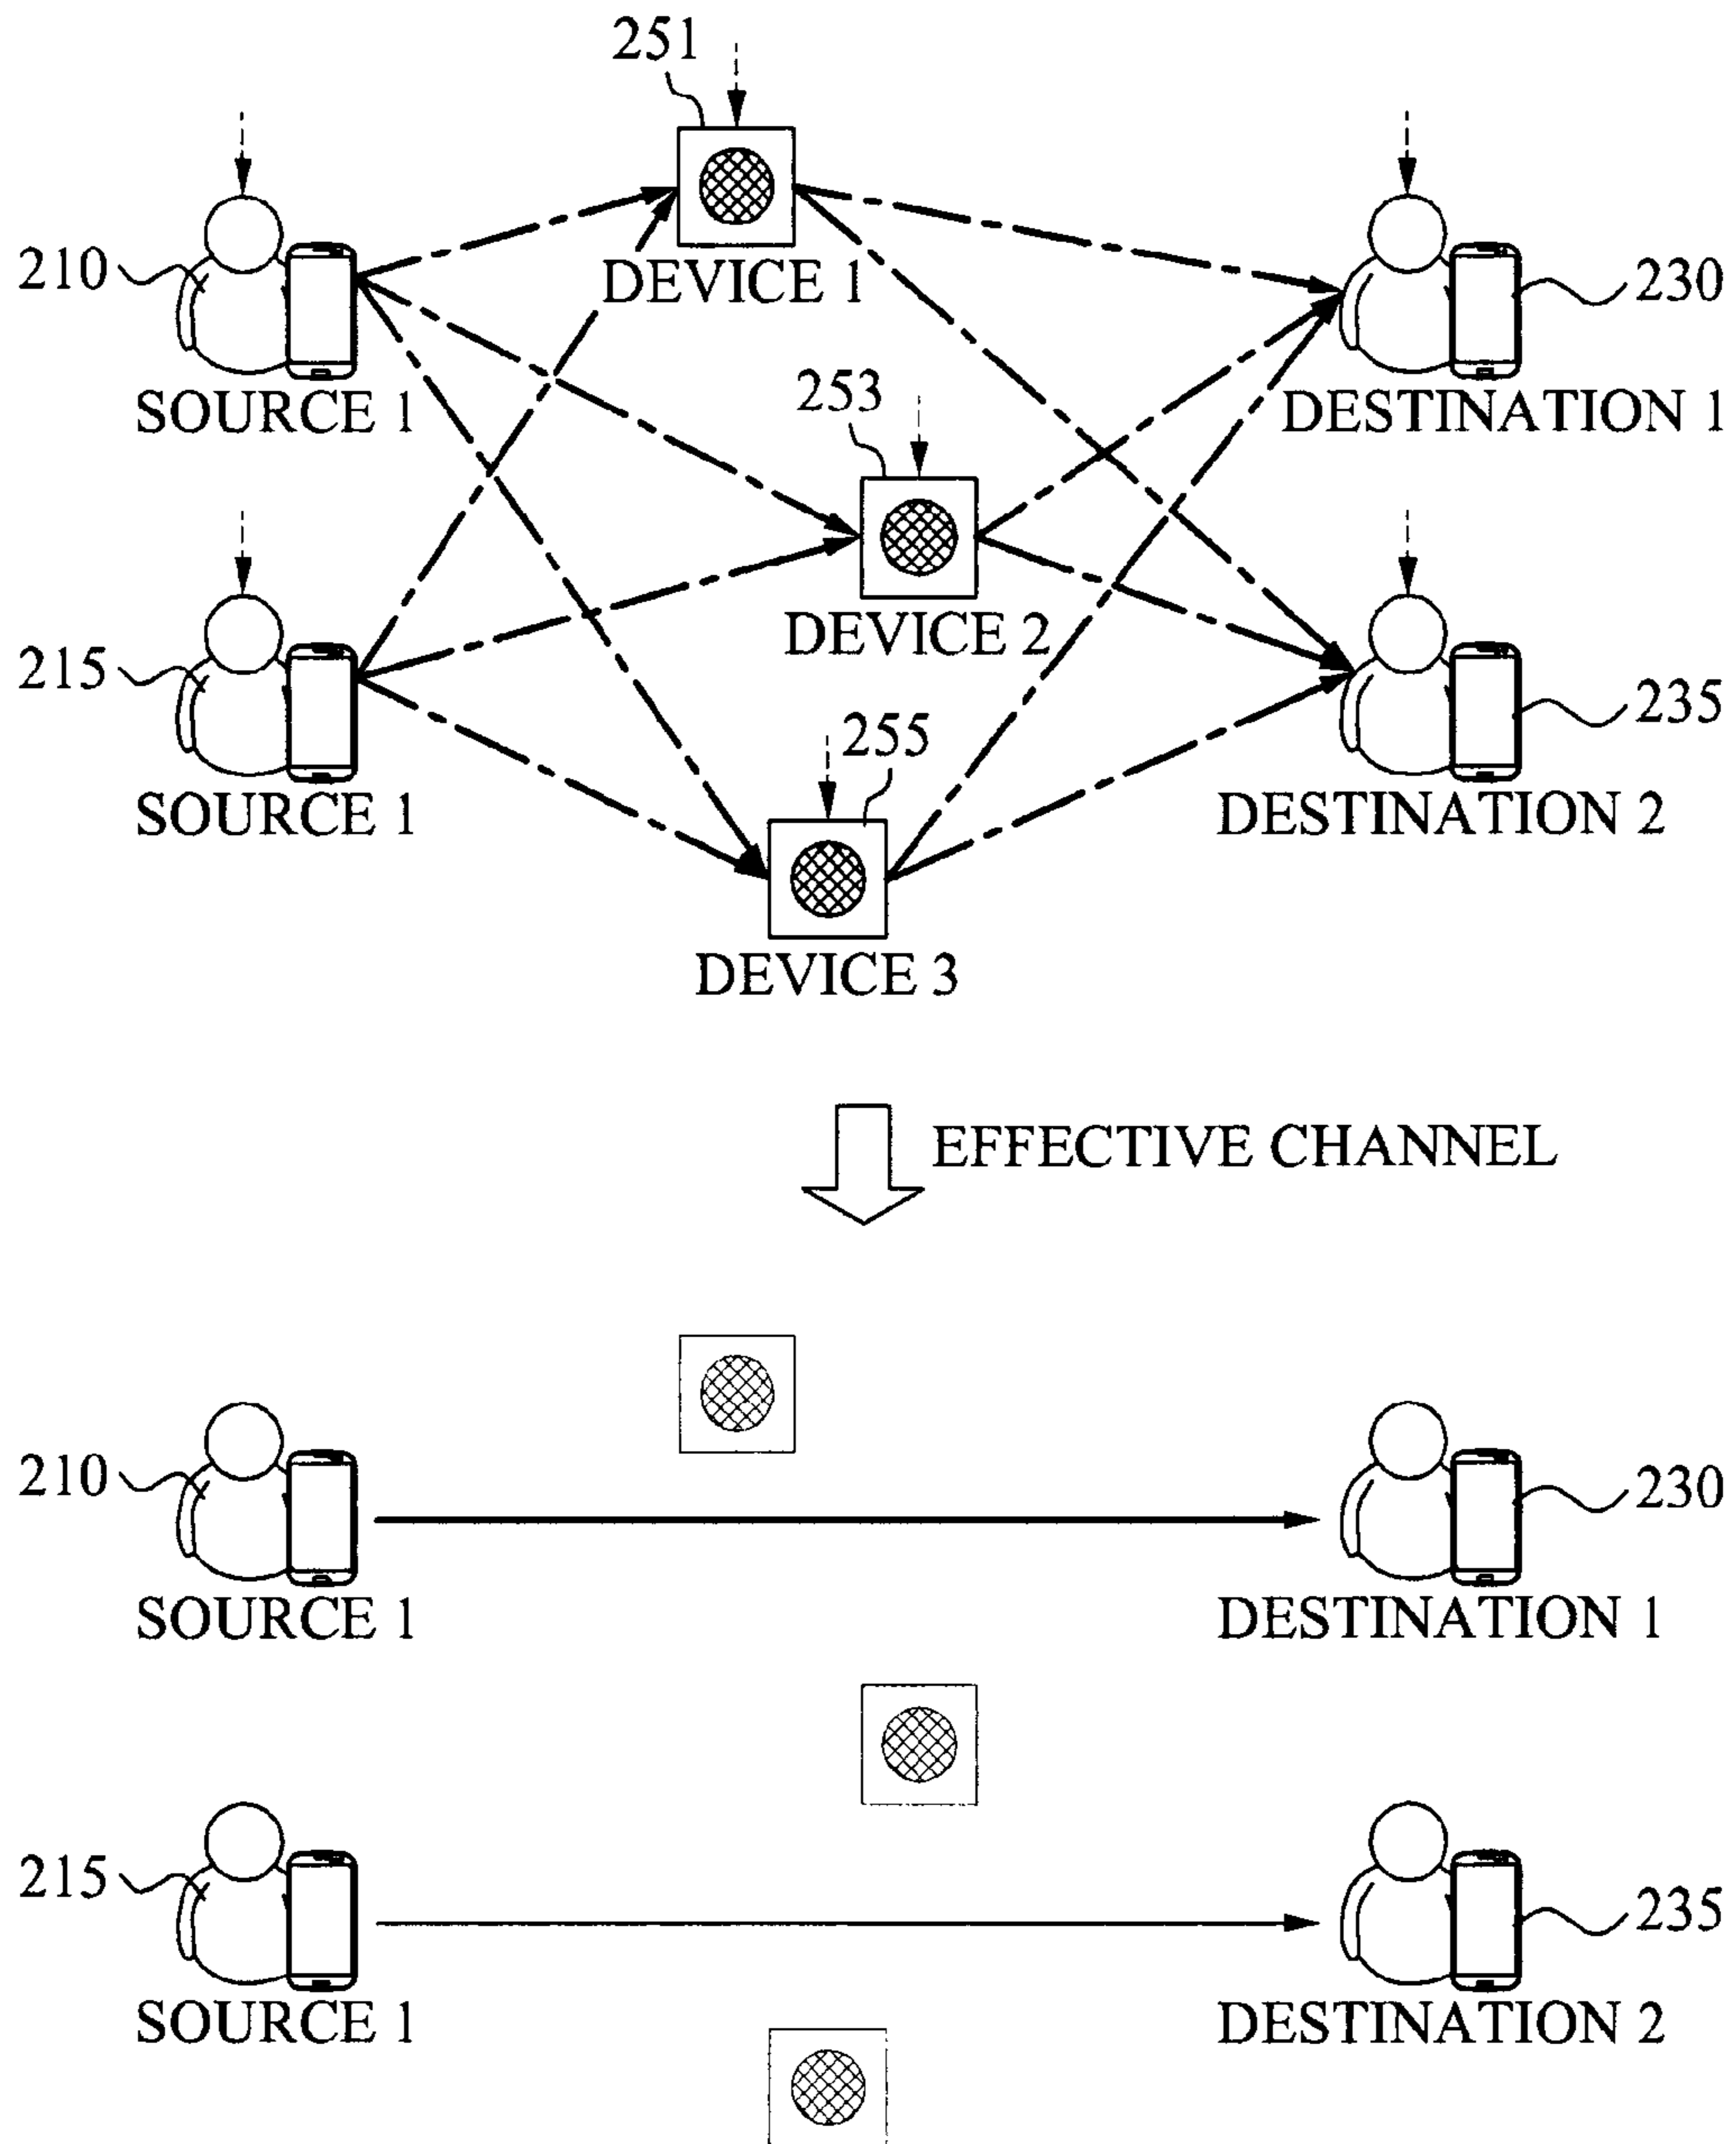 251
210
DEVICE 1
230
SOURCE 1
253
DESTINATION 1
215
DEVICE 2
255
235
SOURCE 1
DESTINATION 2
DEVICE 3
EFFECTIVE CHANNEL
210
230
SOURCE 1
DESTINATION 1
215
235
SOURCE 1
DESTINATION 2